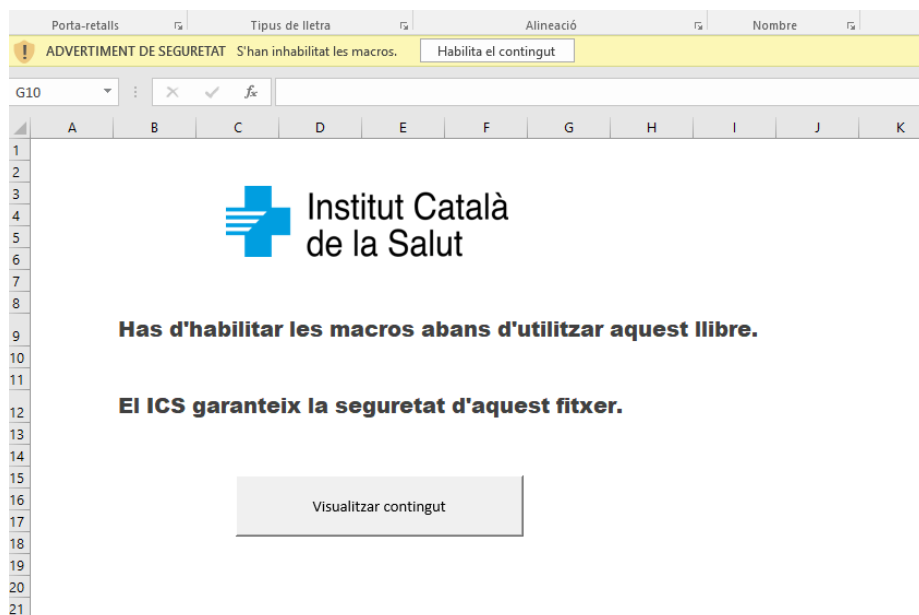 Porta-retalls Tipus de lletra Alineació Nombre
ADVERTIMENT DE SEGURETAT S'han inhabilitat les macros. Habilita el contingut
G10 fx
A B C D E F G H I J K
1
2
3
4
5
6
7
8
9
10
11
12
13
14
15
16
17
18
19
20
21
Institut Català
de la Salut
Has d'habilitar les macros abans d'utilitzar aquest llibre.
El ICS garanteix la seguretat d'aquest fitxer.
Visualitzar contingut